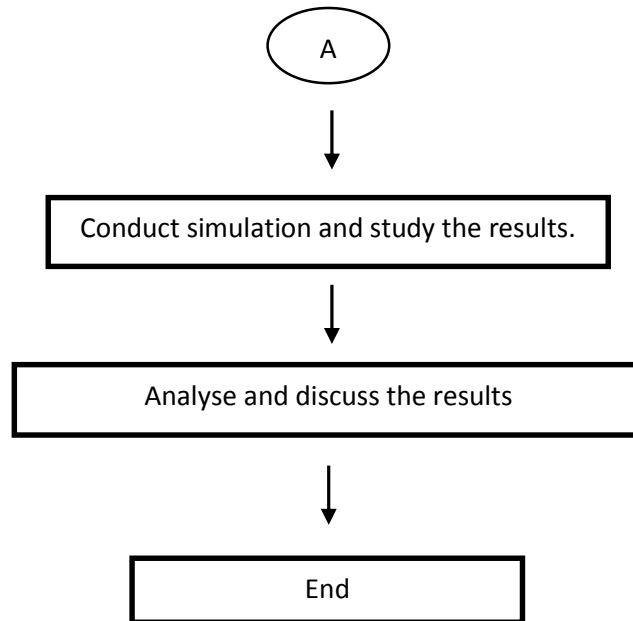 A
Conduct simulation and study the results.
Analyse and discuss the results
End